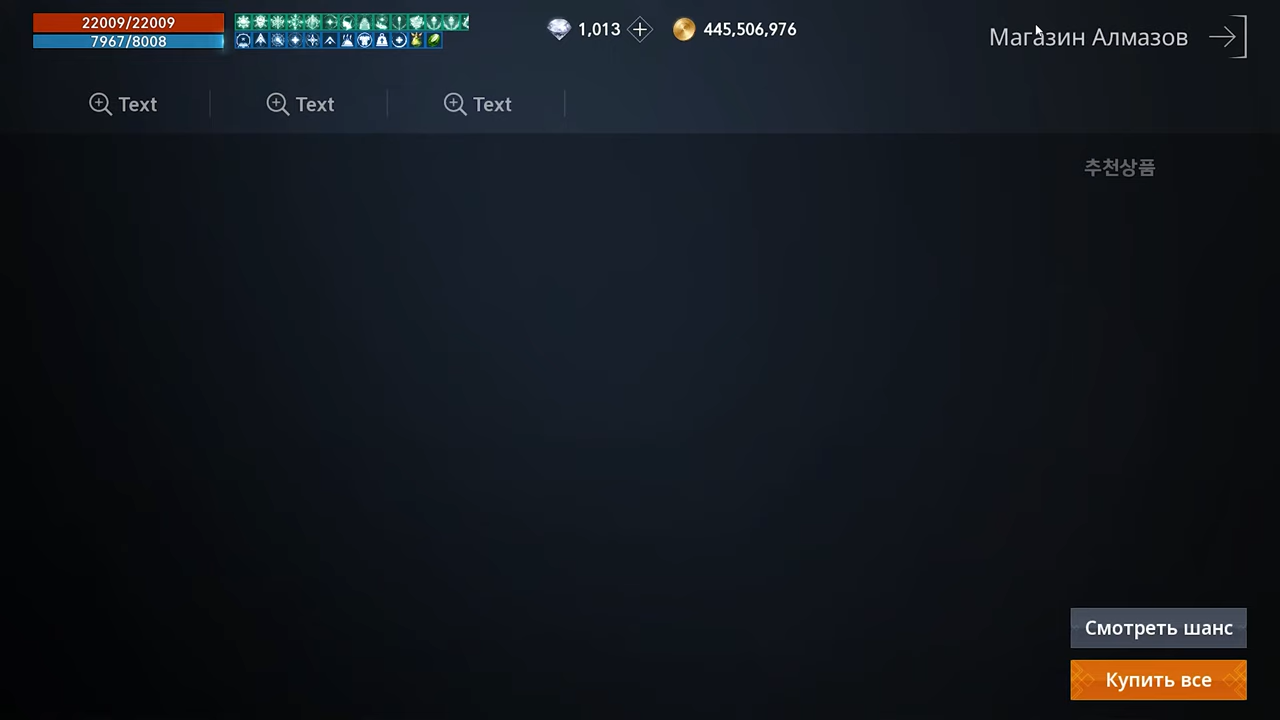 22009/22009
7967/8008
1,013
445,506,976
Магазин Алмазов
Text
Text
Text
추천상품
Смотреть шанс
Купить все